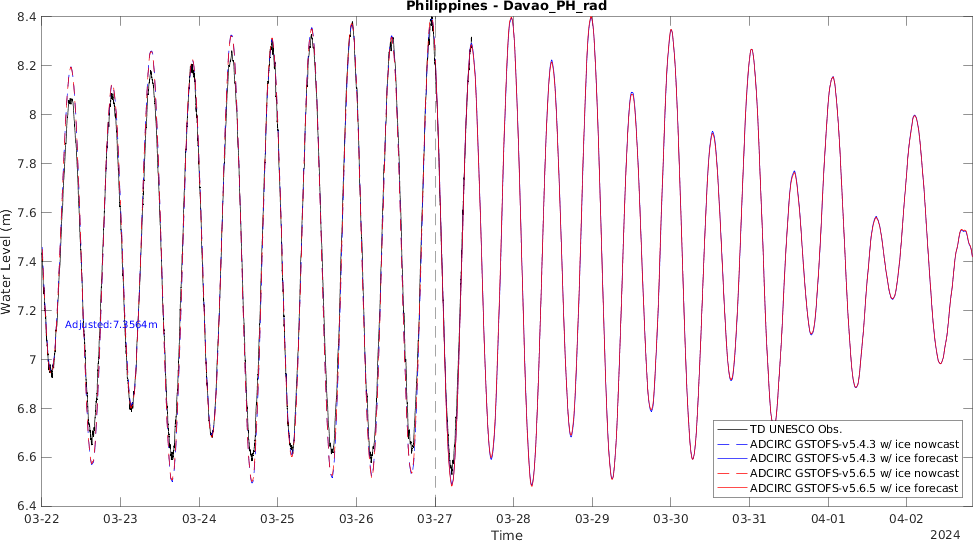 Philippines - Davao_PH_rad
8.4
8.2
8
7.8
7.6
7.4
7.2
7
6.8
6.6
6.4
Water Level (m)
Adjusted:7.3564m
TD UNESCO Obs.
ADCIRC GSTOFS-v5.4.3 w/ ice nowcast
ADCIRC GSTOFS-v5.4.3 w/ ice forecast
ADCIRC GSTOFS-v5.6.5 w/ ice nowcast
ADCIRC GSTOFS-v5.6.5 w/ ice forecast
03-22 03-23 03-24 03-25 03-26 03-27 03-28 03-29 03-30 03-31 04-01 04-02
Time
2024